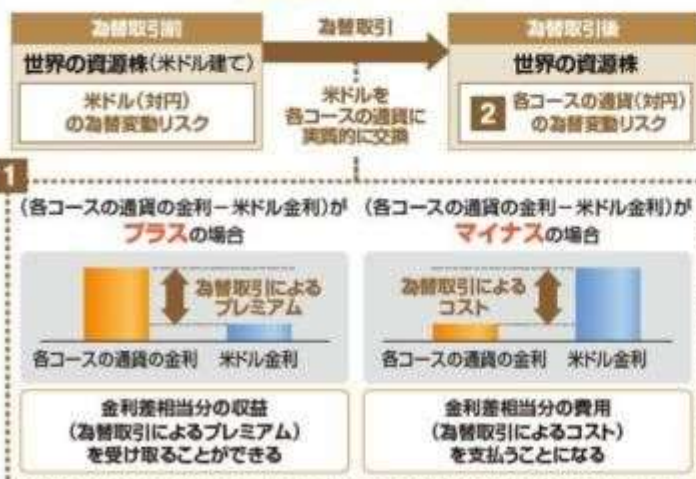 為替取引前
為替取引
為替取引後
世界の資源株(米ドル建て)
世界の資源株
米ドル(対円)
の為替変動リスク
米ドルを
各コースの通貨に
実質的に交換
2
各コースの通貨(対円)
の為替変動リスク
1
(各コースの通貨の金利-米ドル金利)が
プラスの場合
(各コースの通貨の金利-米ドル金利)が
マイナスの場合
為替取引による
プレミアム
為替取引による
コスト
各コースの通貨の金利
米ドル金利
各コースの通貨の金利
米ドル金利
金利差相当分の収益
(為替取引によるプレミアム)
を受け取ることができる
金利差相当分の費用
(為替取引によるコスト)
を支払うことになる